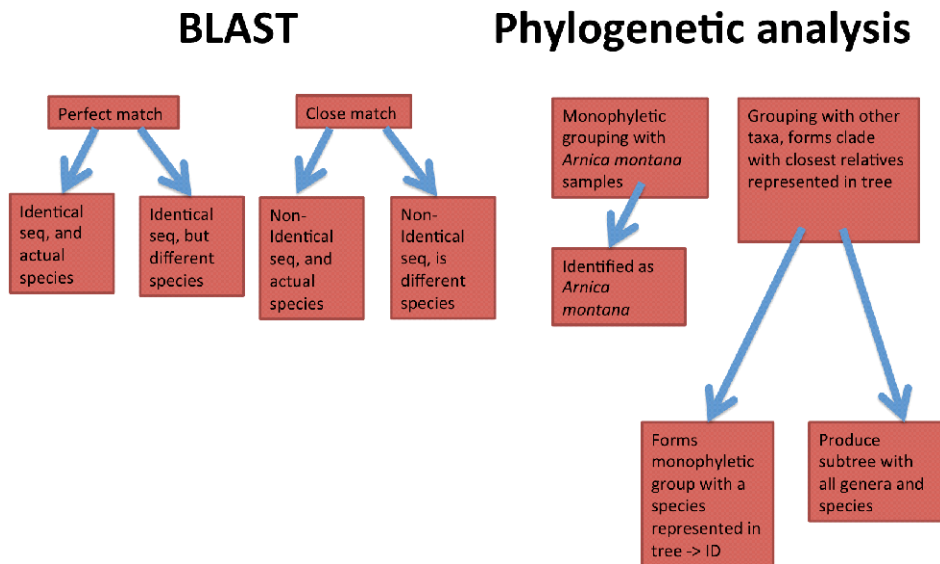 BLAST
Phylogenetic analysis
Perfect match
Close match
Identical
seq, and
actual
species
Identical
seq, but
different
species
Non-
Identical
seq, and
actual
species
Non-
Identical
seq, is
different
species
Monophyletic
grouping with
Arnica montana
samples
Identified as
Arnica
montana
Grouping with other
taxa, forms clade
with closest relatives
represented in tree
Forms
monophyletic
group with a
species
represented in
tree -> ID
Produce
subtree with
all genera and
species